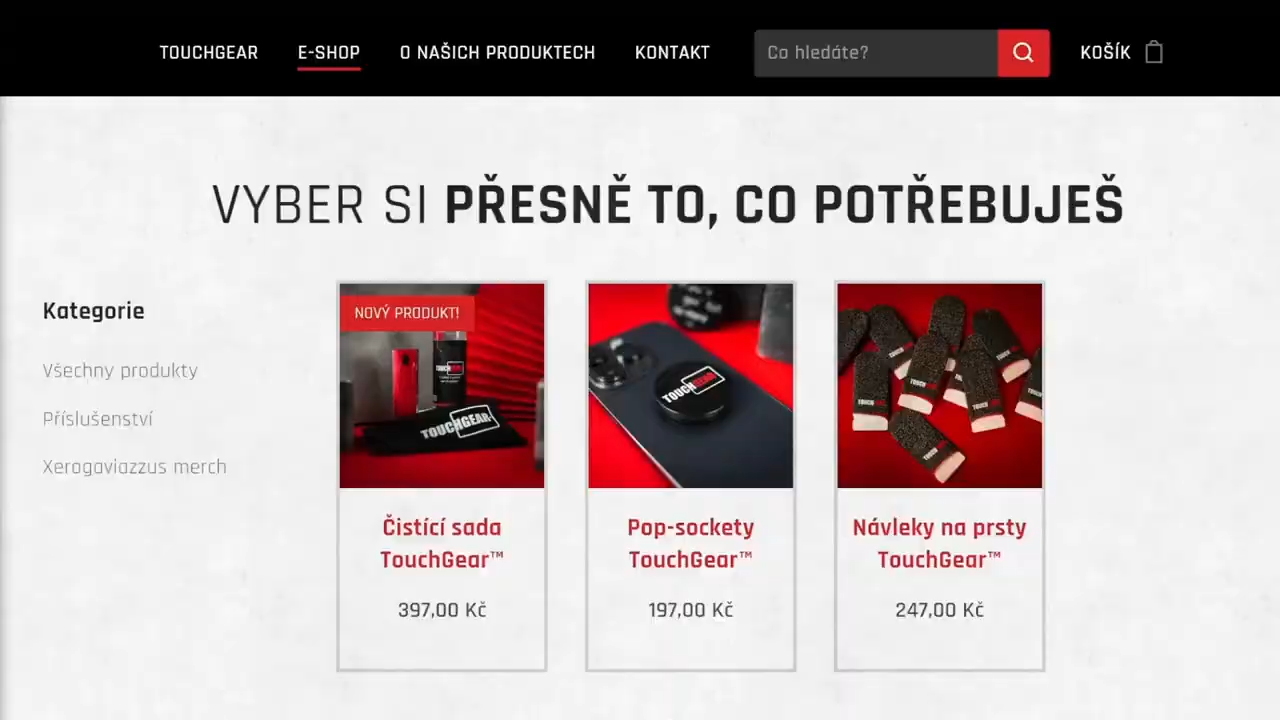 TOUCHGEAR E-SHOP O NAŠICH PRODUKTECH KONTAKT Co hledáte? KOŠÍK
VYBER SI PŘESNĚ TO, CO POTŘEBUJEŠ
Kategorie
Všechny produkty
Příslušenství
Xerogaviazzus merch
NOVÝ PRODUKT!
TOUCHGEAR
Čistící sada
TouchGear™
397,00 Kč
TOUCHGEAR
Pop-sockety
TouchGear™
197,00 Kč
Návleky na prsty
TouchGear™
247,00 Kč